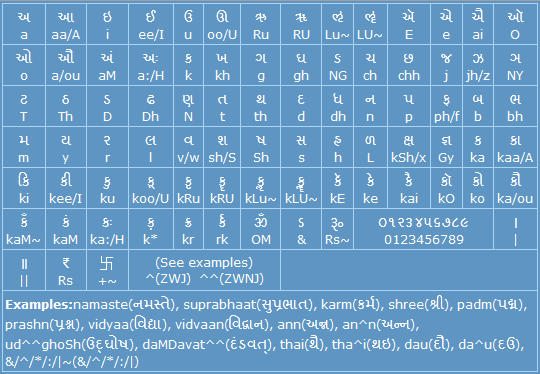 અ આ ઇ ઈ ઉ ઊ ઋ ૠ ઌ ૡ ઍ એ ઐ ઑ
a aa/A i ee/I u oo/U Ru RU Lu~ LU~ E e ai O
ઓ ઔ અં અઃ ક ખ ગ ઘ ઙ ચ છ જ ઝ ઞ
o a/ou aM a:/H k kh g gh NG ch chh j jh/z NY
ટ ઠ ડ ઢ ણ ત થ દ ધ ન પ ફ બ ભ
T Th D Dh N t th d dh n p ph/f b bh
મ ય ર લ વ શ ષ સ હ ળ ક્ષ જ્ઞ ક કા
m y r l v/w sh/S Sh s h L kSh/x Gy ka kaa/A
કિ કી કુ કૂ કૃ કૄ કૢ કૣ કૅ કે કૈ કૉ કો કૌ
ki kee/I ku koo/U kRu kRU kLu~ kLU~ kE ke kai kO ko ka/ou
કઁ કં કઃ ક઼ ક્ર ર્ક ૐ ઽ રૂ૦ ૦૧૨૩૪૫૬૭૮૯ ।
kaM~ kaM ka:/H k* kr rk OM & Rs~ 0123456789 |
॥ ₹ 卐 (See examples)
|| Rs +~ ^(ZWJ) ^^(ZWNJ)
Examples:namaste(નમસ્તે), suprabhaat(સુપ્રભાત), karm(કર્મ), shree(શ્રી), padm(પદ્મ),
prashn(પ્રશ્ન), vidyaa(વિદ્યા), vidvaan(વિદ્વાન), ann(અન્ન), an^n(અન્‍ન),
ud^^ghoSh(ઉદ્‌ઘોષ), daMDavat^^(દંડવત્‌), thai(થૈ), tha^i(થઇ), dau(દૌ), da^u(દઉ),
&/^/*/:/|~(&/^/*/:/|)